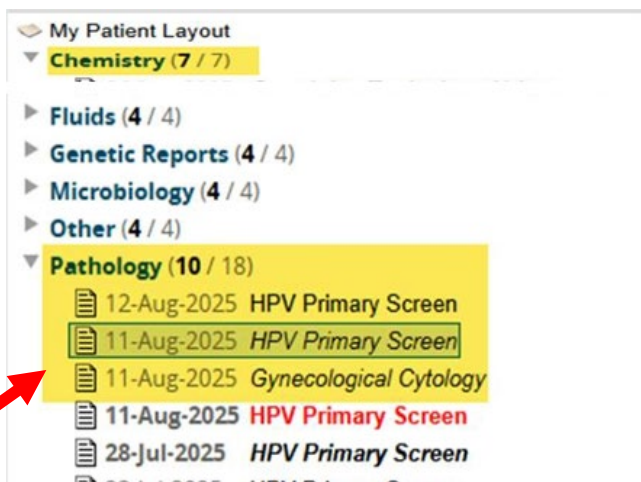 My Patient Layout
Chemistry (7 / 7)
Fluids (4 / 4)
Genetic Reports (4 / 4)
Microbiology (4 / 4)
Other (4 / 4)
Pathology (10 / 18)
12-Aug-2025 HPV Primary Screen
11-Aug-2025 HPV Primary Screen
11-Aug-2025 Gynecological Cytology
11-Aug-2025 HPV Primary Screen
28-Jul-2025 HPV Primary Screen